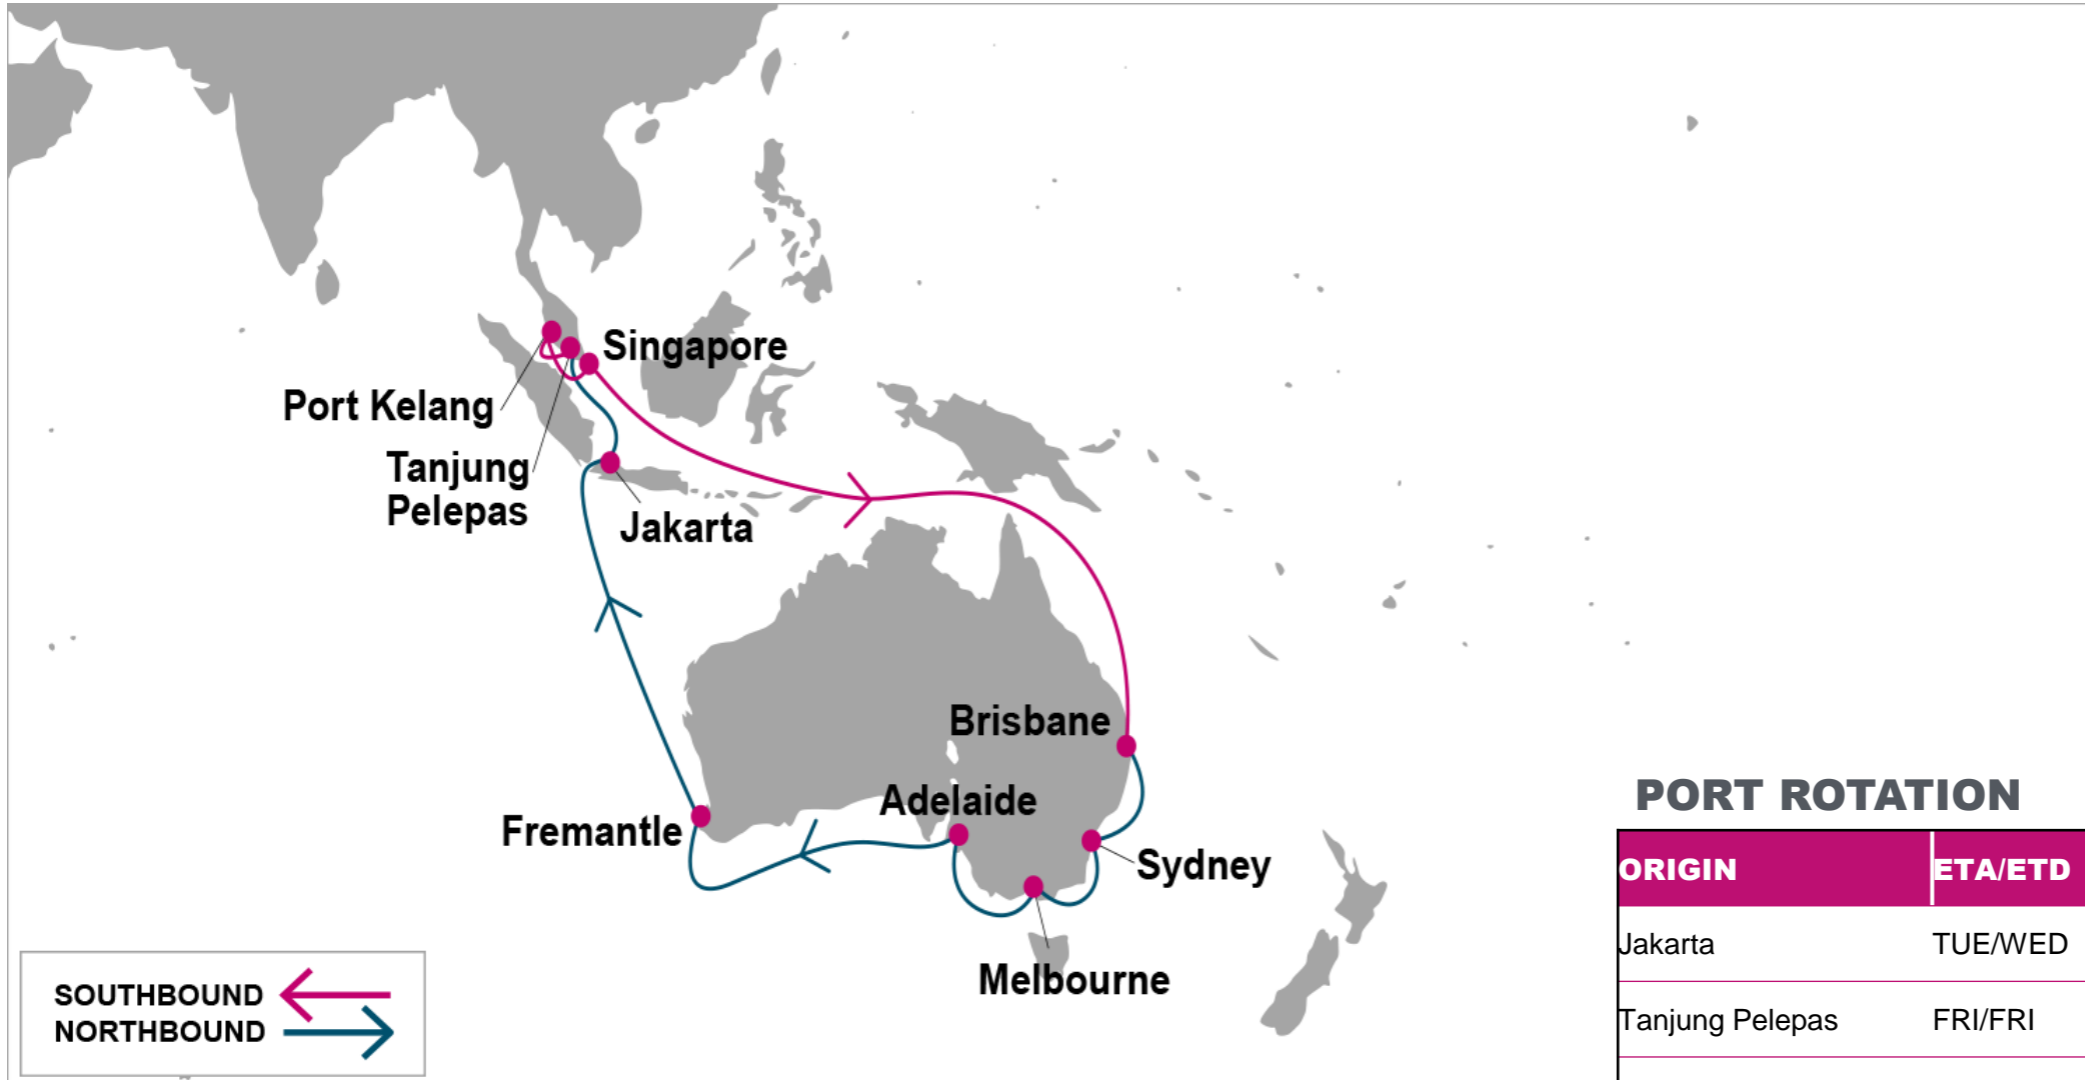 Singapore
Port Kelang
Tanjung
Pelepas
Jakarta
Brisbane
Adelaide
Fremantle
Sydney
Melbourne
SOUTHBOUND
NORTHBOUND
PORT ROTATION
ORIGIN ETA/ETD
Jakarta TUE/WED
Tanjung Pelepas FRI/FRI